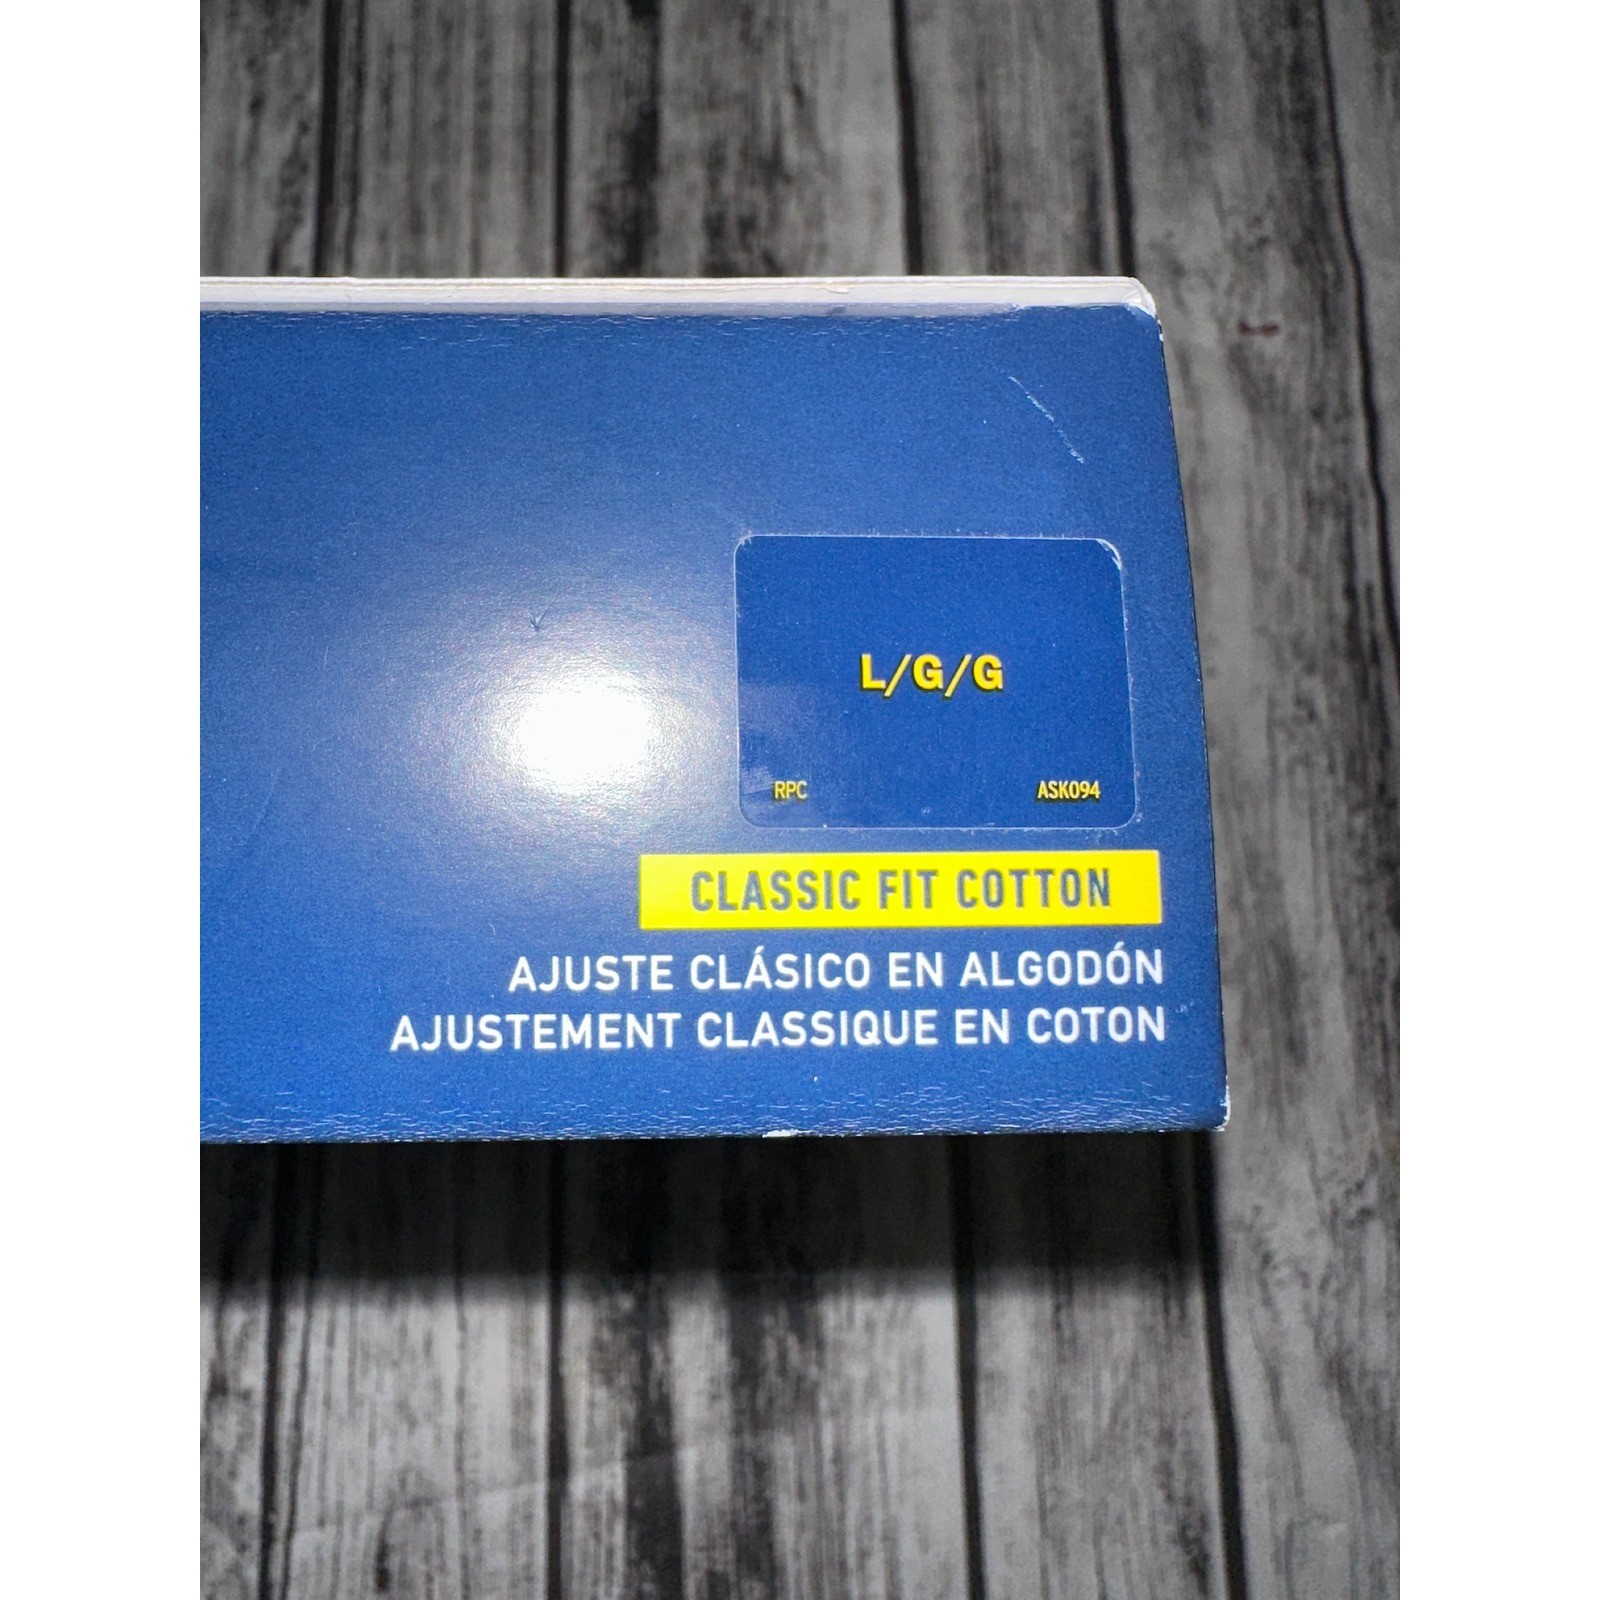 L/G/G
RPC ASK094
CLASSIC FIT COTTON
AJUSTE CLÁSICO EN ALGODÓN
AJUSTEMENT CLASSIQUE EN COTON